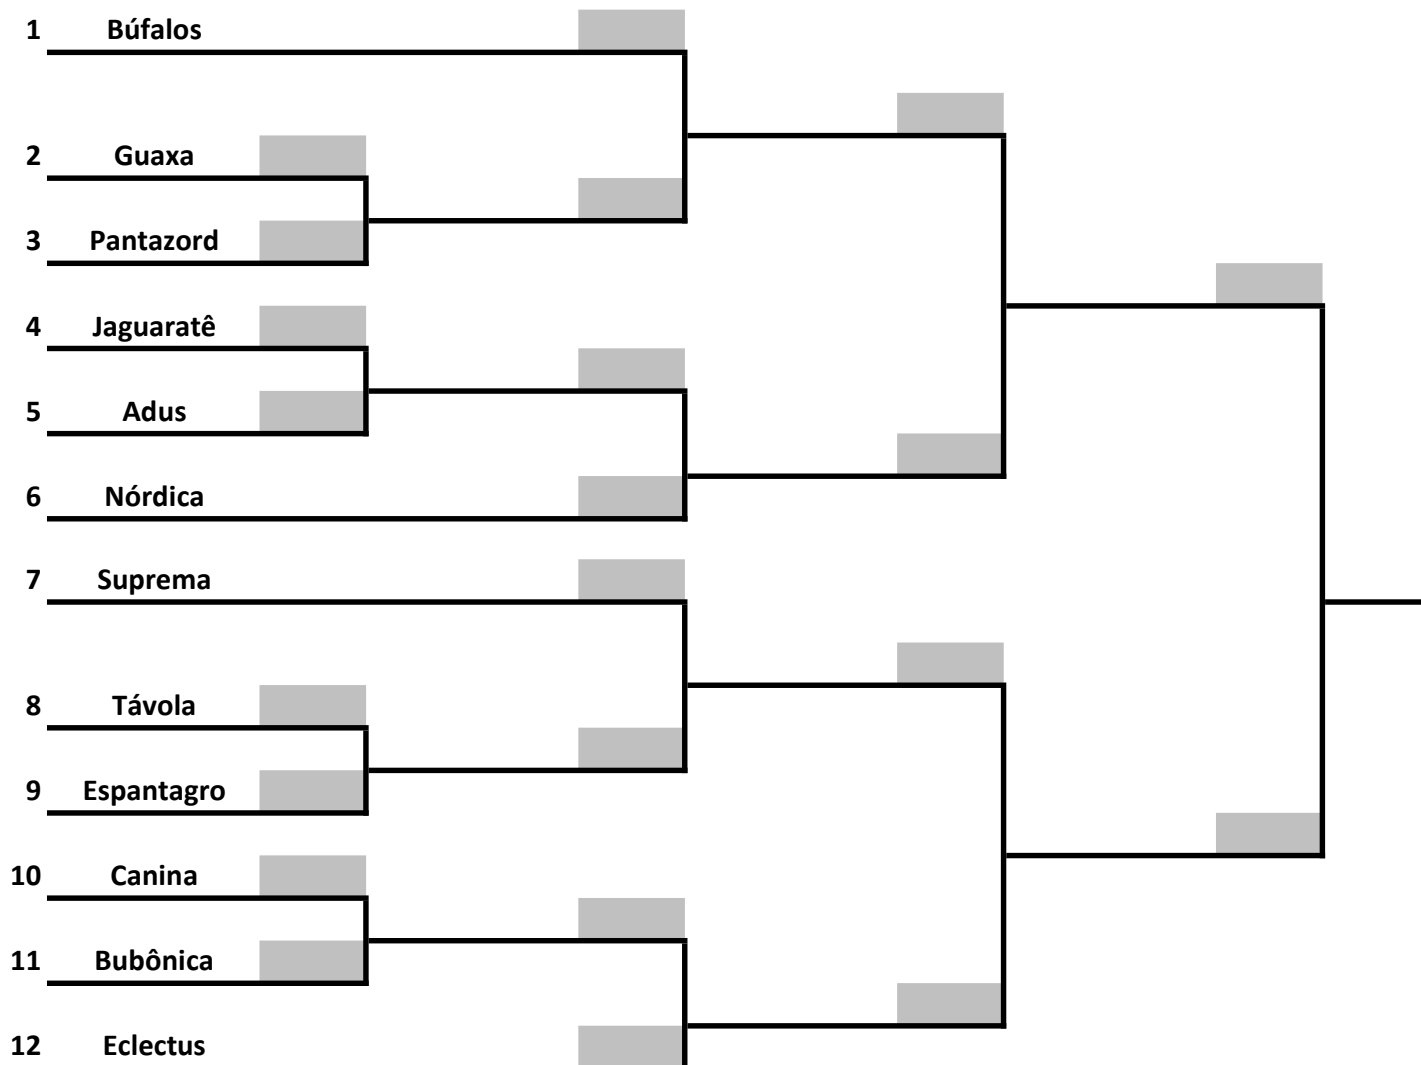 1 Búfalos
2 Guaxa
3 Pantazord
4 Jaguaratê
5 Adus
6 Nórdica
7 Suprema
8 Távola
9 Espantagro
10 Canina
11 Bubônica
12 Eclectus